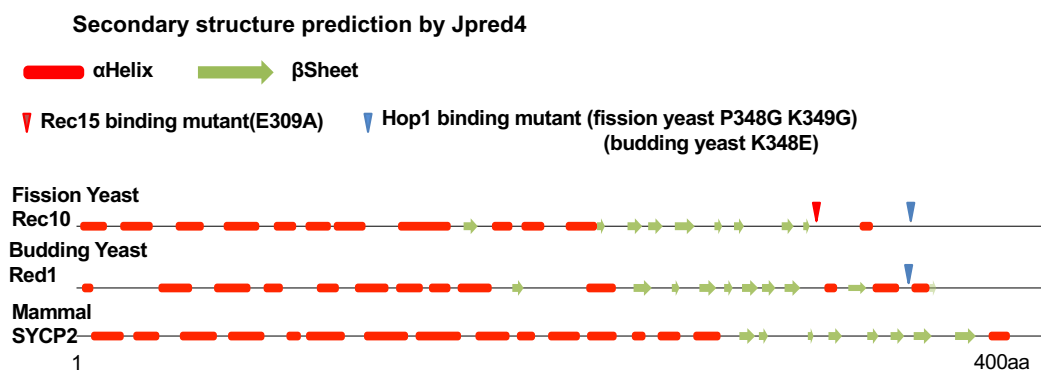 Secondary structure prediction by Jpred4
αHelix βSheet
Rec15 binding mutant(E309A) Hop1 binding mutant (fission yeast P348G K349G)
(budding yeast K348E)
Fission Yeast
Rec10
Budding Yeast
Red1
Mammal
SYCP2
1 400aa